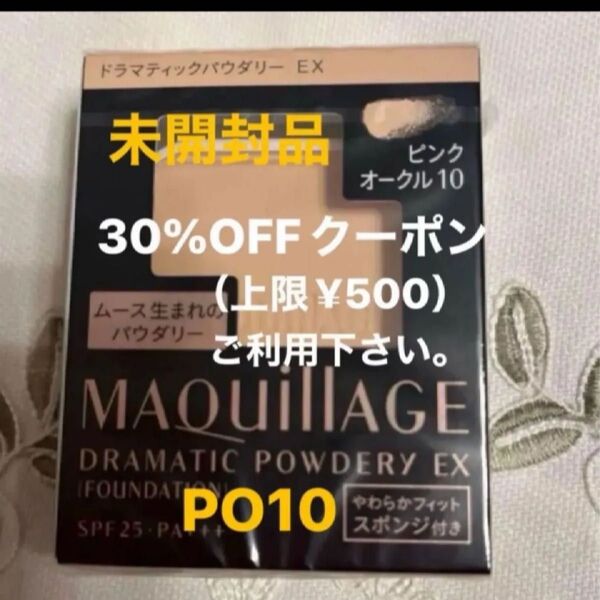 ドラマティックパウダリー EX
未開封品
ピンク
オークル10
30%OFFクーポン
(上限¥500)
ムース生まれの
パウダリー
ご利用下さい。
MAQuillAGE
DRAMATIC POWDERY EX
(FOUNDATION)
PO10
やわらかフィット
スポンジ付き
SPF25・PA+++